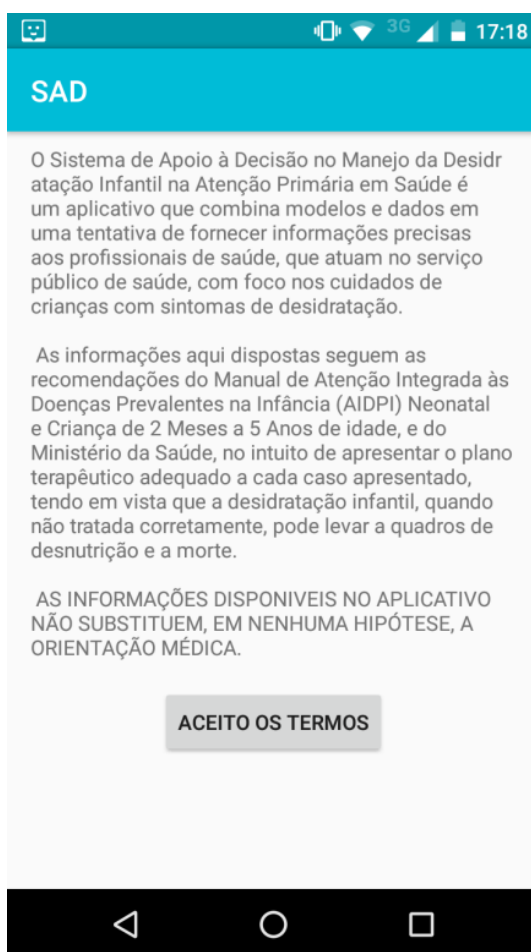 3G 17:18
SAD
O Sistema de Apoio à Decisão no Manejo da Desidr
atação Infantil na Atenção Primária em Saúde é
um aplicativo que combina modelos e dados em
uma tentativa de fornecer informações precisas
aos profissionais de saúde, que atuam no serviço
público de saúde, com foco nos cuidados de
crianças com sintomas de desidratação.
As informações aqui dispostas seguem as
recomendações do Manual de Atenção Integrada às
Doenças Prevalentes na Infância (AIDPI) Neonatal
e Criança de 2 Meses a 5 Anos de idade, e do
Ministério da Saúde, no intuito de apresentar o plano
terapêutico adequado a cada caso apresentado,
tendo em vista que a desidratação infantil, quando
não tratada corretamente, pode levar a quadros de
desnutrição e a morte.
AS INFORMAÇÕES DISPONIVEIS NO APLICATIVO
NÃO SUBSTITUEM, EM NENHUMA HIPÓTESE, A
ORIENTAÇÃO MÉDICA.
ACEITO OS TERMOS